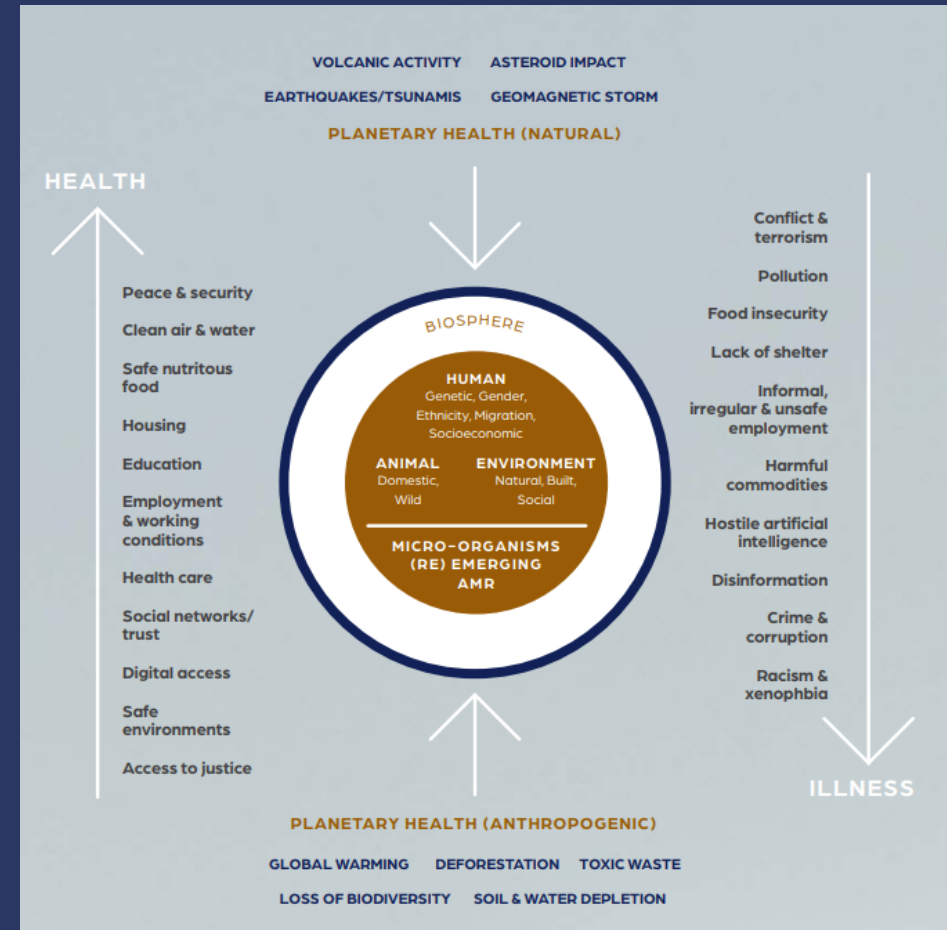 VOLCANIC ACTIVITY ASTEROID IMPACT
EARTHQUAKES/TSUNAMIS GEOMAGNETIC STORM
PLANETARY HEALTH (NATURAL)
HEALTH
Peace & security
Clean air & water
Safe nutritous
food
Housing
Education
Employment
& working
conditions
Health care
Social networks/
trust
Digital access
Safe
environments
Access to justice
BIOSPHERE
HUMAN
Genetic, Gender,
Ethnicity, Migration,
Socioeconomic
ANIMAL
Domestic,
Wild
ENVIRONMENT
Natural, Built,
Social
MICRO-ORGANISMS
(RE) EMERGING
AMR
Conflict &
terrorism
Pollution
Food insecurity
Lack of shelter
Informal,
irregular & unsafe
employment
Harmful
commodities
Hostile artificial
intelligence
Disinformation
Crime &
corruption
Racism &
xenophbia
ILLNESS
PLANETARY HEALTH (ANTHROPOGENIC)
GLOBAL WARMING DEFORESTATION TOXIC WASTE
LOSS OF BIODIVERSITY SOIL & WATER DEPLETION